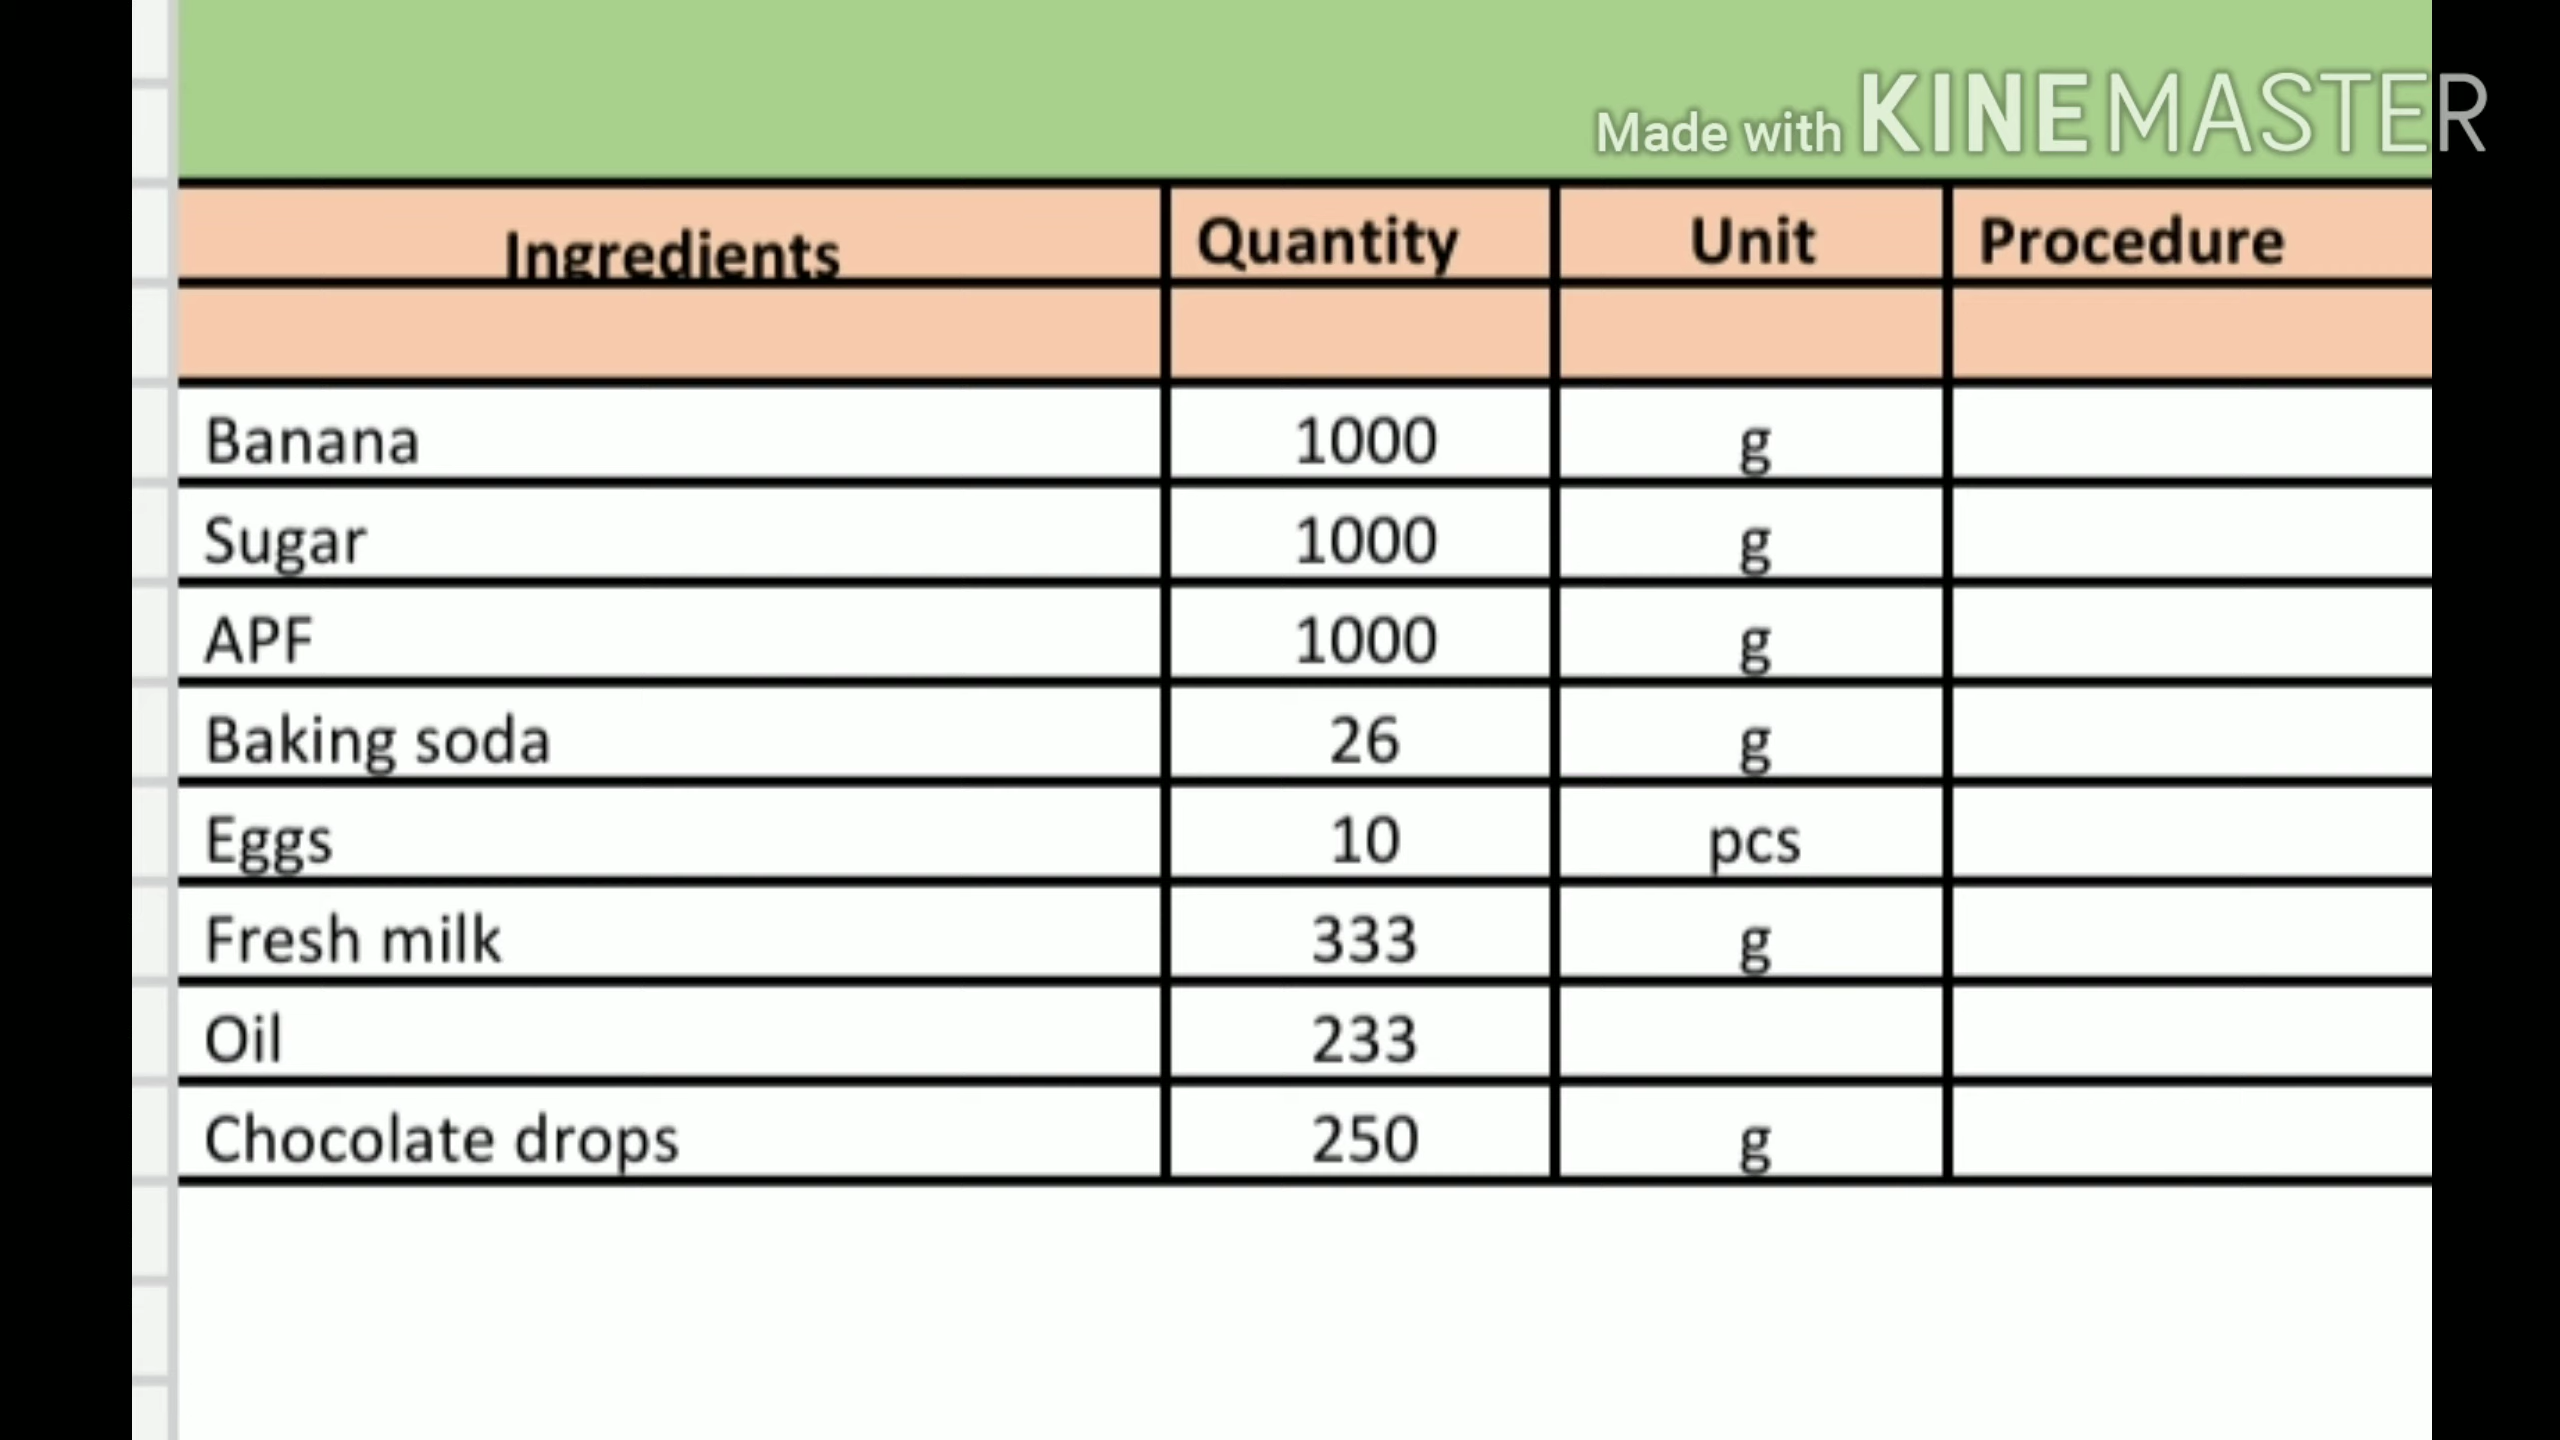 Made with KINEMASTER
Ingredients Quantity Unit Procedure
Banana 1000 g
Sugar 1000 g
APF 1000 g
Baking soda 26 g
Eggs 10 pcs
Fresh milk 333 g
Oil 233
Chocolate drops 250 g